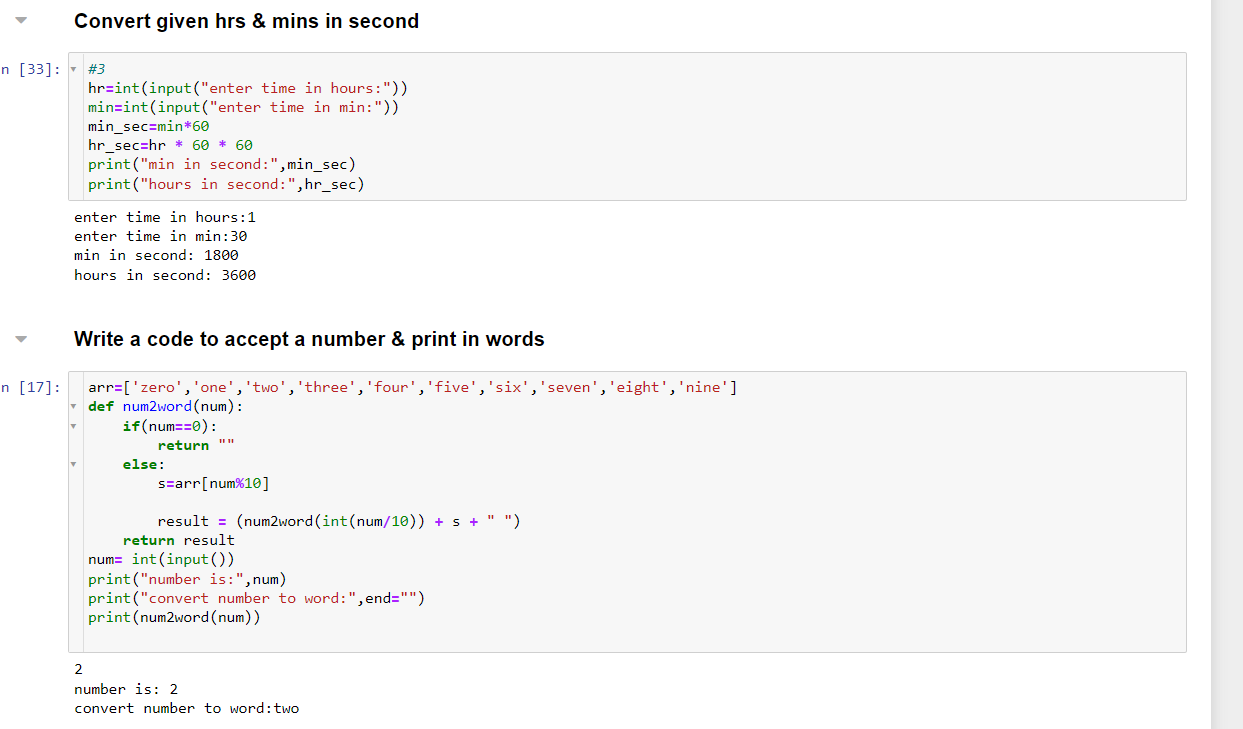 Convert given hrs & mins in second
n [33]:
#3
hr=int(input("enter time in hours:"))
min=int(input("enter time in min:"))
min_sec=min*60
hr_sec=hr * 60 * 60
print("min in second:",min_sec)
print("hours in second:",hr_sec)
enter time in hours:1
enter time in min:30
min in second: 1800
hours in second: 3600
Write a code to accept a number & print in words
n [17]:
arr=['zero','one','two','three','four','five','six','seven','eight','nine']
def num2word(num):
    if(num==0):
        return ""
    else:
        s=arr[num%10]
        result = (num2word(int(num/10)) + s + " ")
    return result
num= int(input())
print("number is:",num)
print("convert number to word:",end="")
print(num2word(num))
2
number is: 2
convert number to word:two